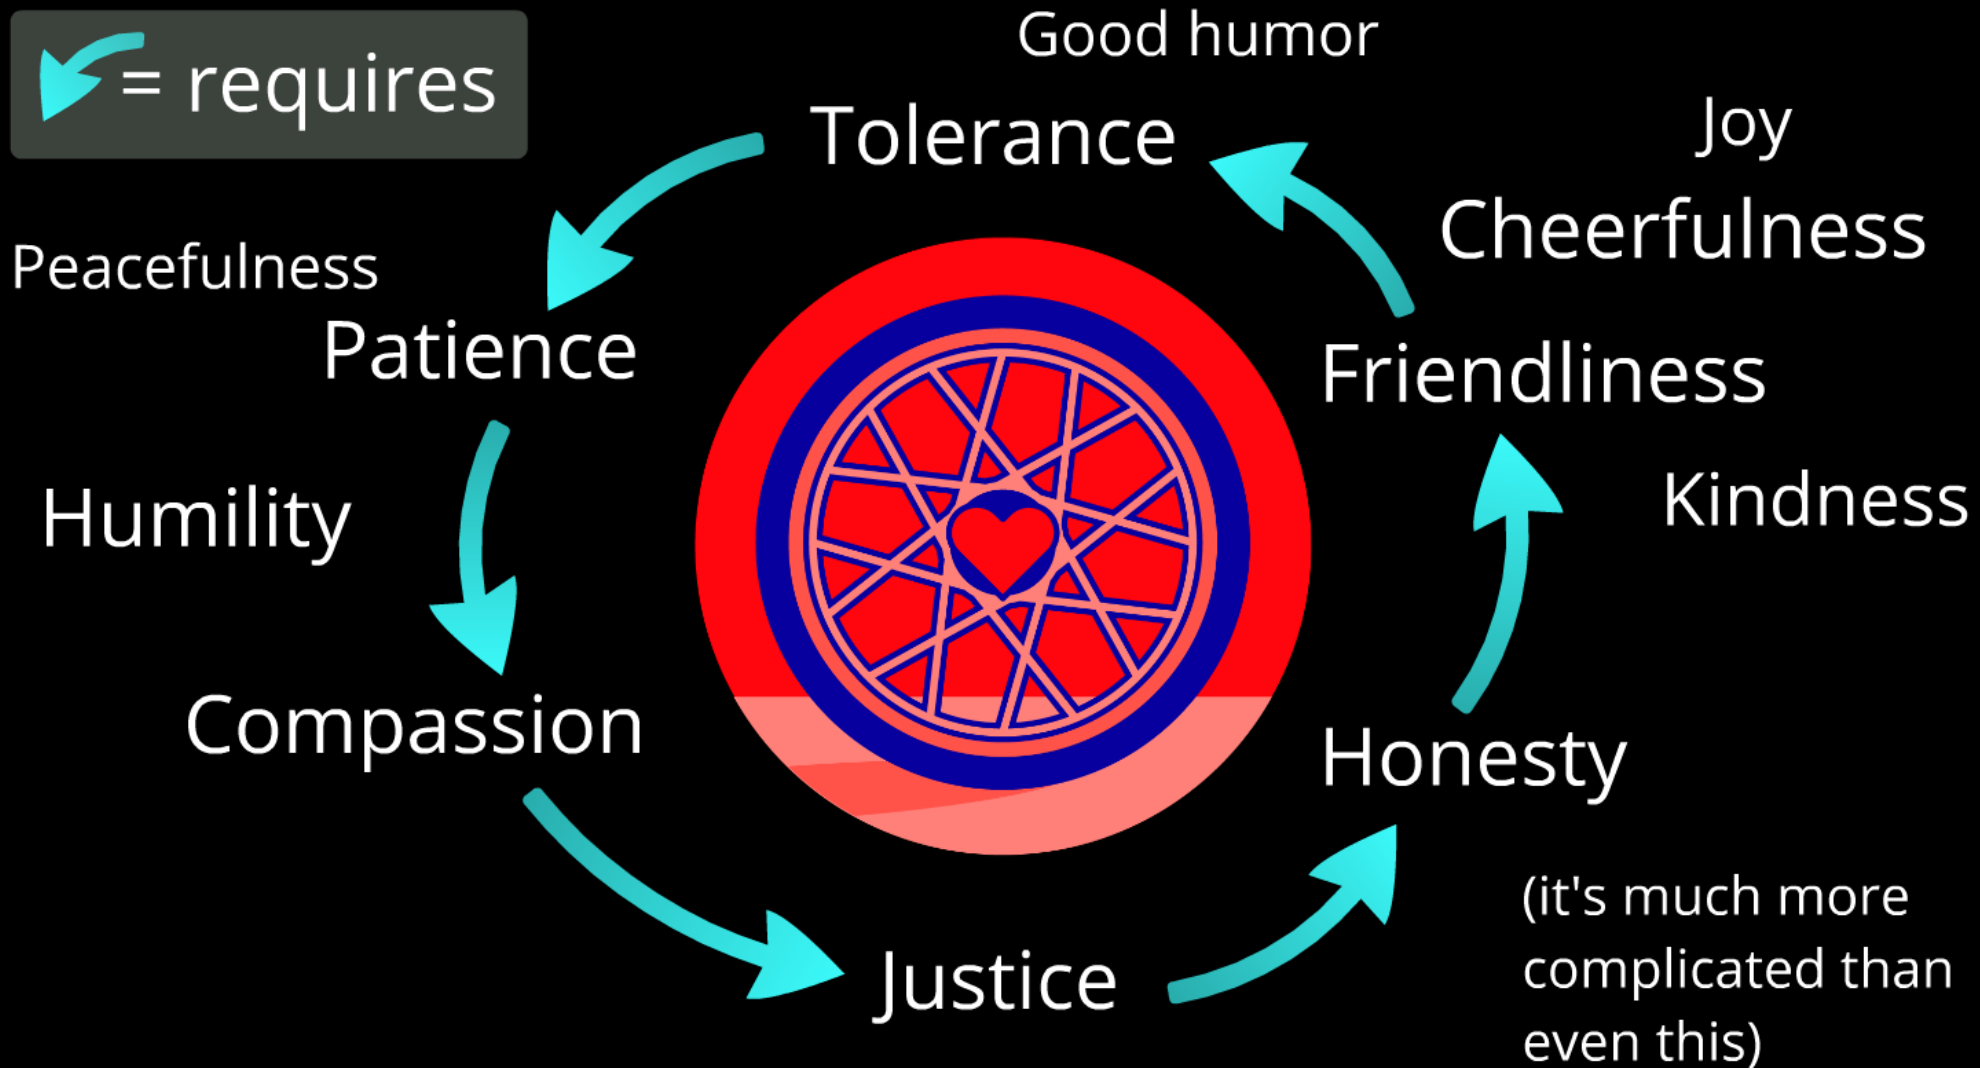 = requires
Good humor
Tolerance
Joy
Cheerfulness
Peacefulness
Patience
Friendliness
Humility
Kindness
Compassion
Honesty
Justice
(it's much more
complicated than
even this)